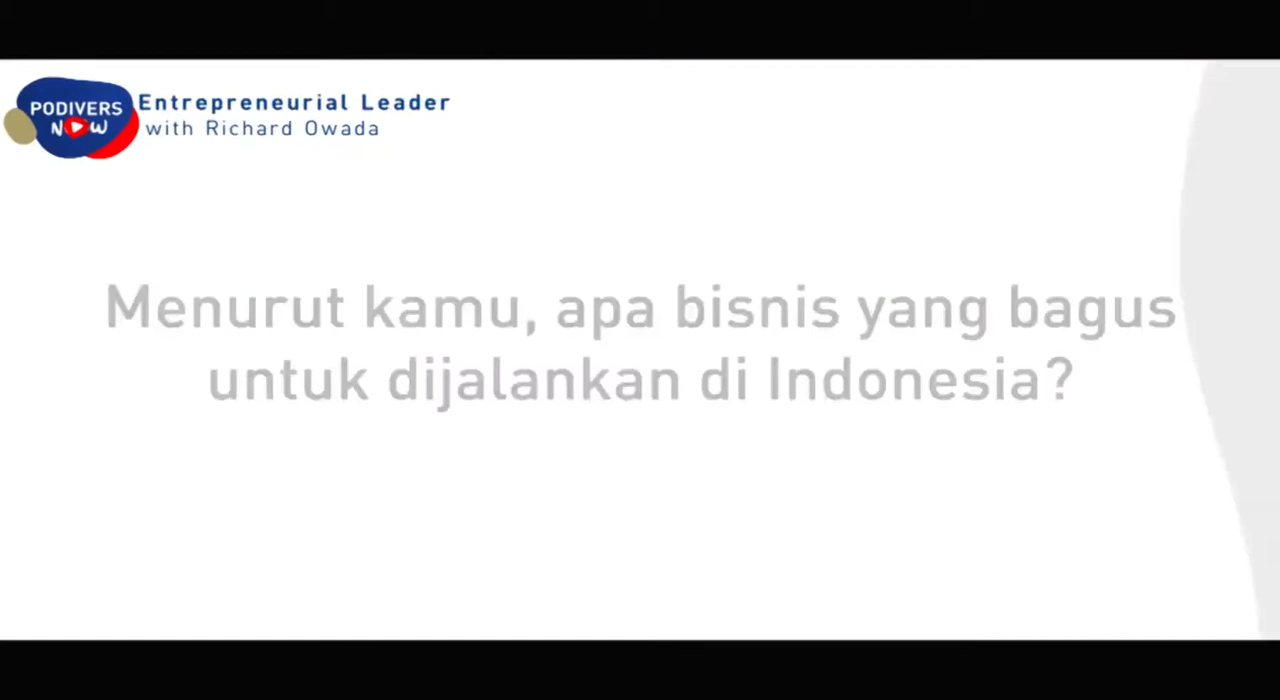 PODIVERS
NOW
Entrepreneurial Leader
with Richard Owada
Menurut kamu, apa bisnis yang bagus
untuk dijalankan di Indonesia?